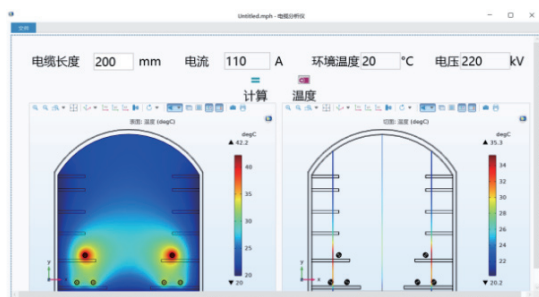 Untitled.mph - 电缆分析仪
文件
电缆长度 200 mm 电流 110 A 环境温度 20 °C 电压 220 kV
计算 温度
表面: 温度 (degC)
degC
▲ 42.2
40
35
30
25
20
▼ 20
y
x
切面: 温度 (degC)
degC
▲ 35.3
34
32
30
28
26
24
22
▼ 20.2
y
x